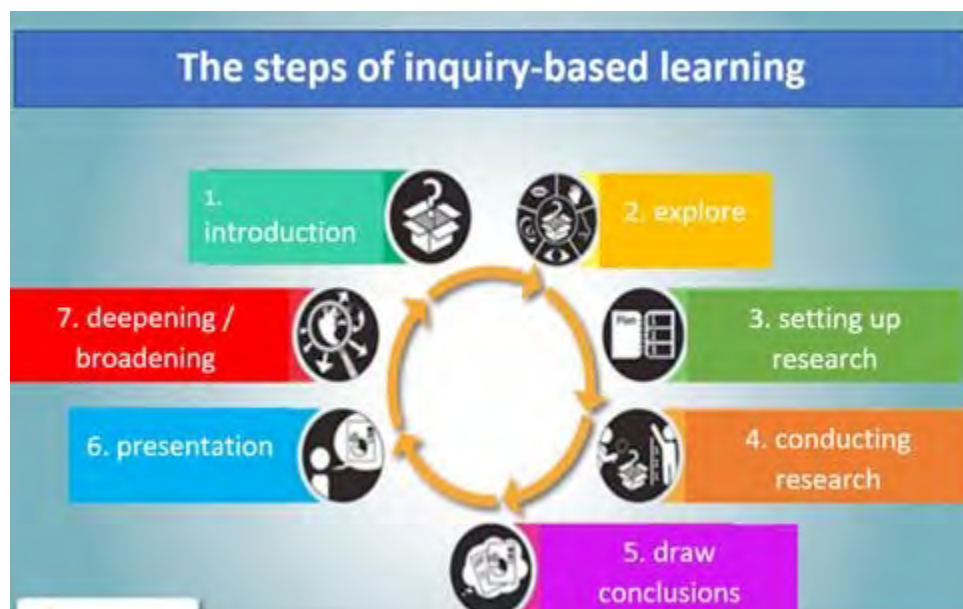 The steps of inquiry-based learning
1.
introduction
2. explore
3. setting up
research
4. conducting
research
5. draw
conclusions
6. presentation
7. deepening /
broadening
Plan